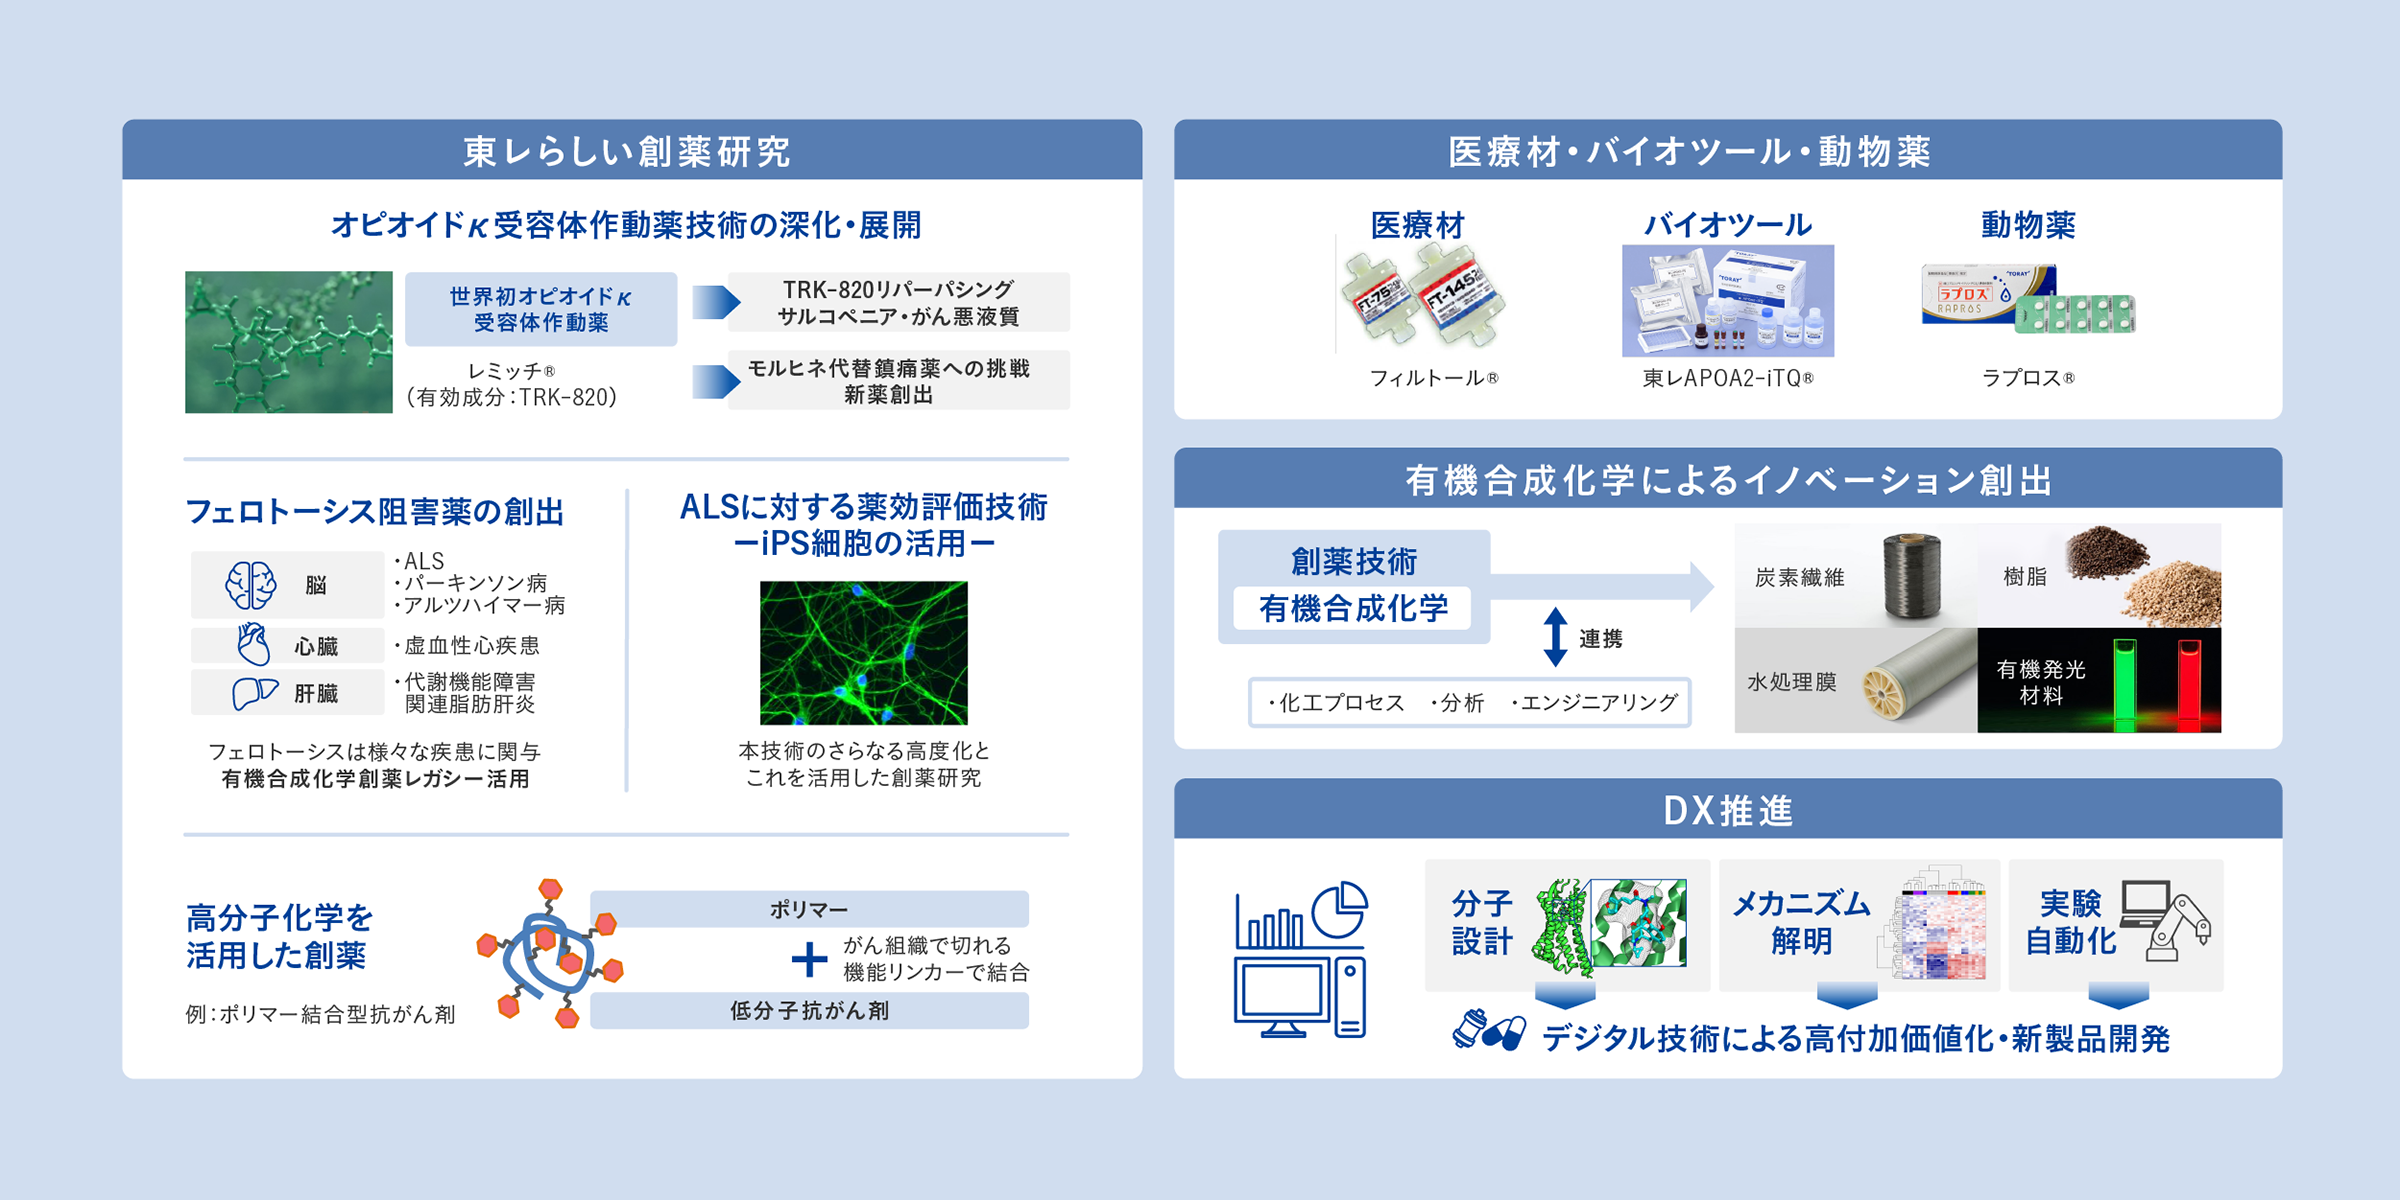 東レらしい創薬研究
オピオイドκ受容体作動薬技術の深化・展開
世界初オピオイドκ
受容体作動薬
レミッチ®
（有効成分：TRK-820）
TRK-820リパーパシング
サルコペニア・がん悪液質
モルヒネ代替鎮痛薬への挑戦
新薬創出
フェロトーシス阻害薬の創出
脳
・ALS
・パーキンソン病
・アルツハイマー病
心臓
・虚血性心疾患
肝臓
・代謝機能障害
関連脂肪肝炎
フェロトーシスは様々な疾患に関与
有機合成化学創薬レガシー活用
ALSに対する薬効評価技術
ーiPS細胞の活用ー
本技術のさらなる高度化と
これを活用した創薬研究
高分子化学を
活用した創薬
例：ポリマー結合型抗がん剤
ポリマー
＋
がん組織で切れる
機能リンカーで結合
低分子抗がん剤
医療材・バイオツール・動物薬
医療材
FT-75
FT-145
フィルトール®
バイオツール
"TORAY"
東レAPOA2-iTQ®
動物薬
"TORAY"
ラプロス
RAPROS
ラプロス®
有機合成化学によるイノベーション創出
創薬技術
有機合成化学
連携
・化工プロセス ・分析 ・エンジニアリング
炭素繊維
樹脂
水処理膜
有機発光
材料
DX推進
分子
設計
メカニズム
解明
実験
自動化
デジタル技術による高付加価値化・新製品開発